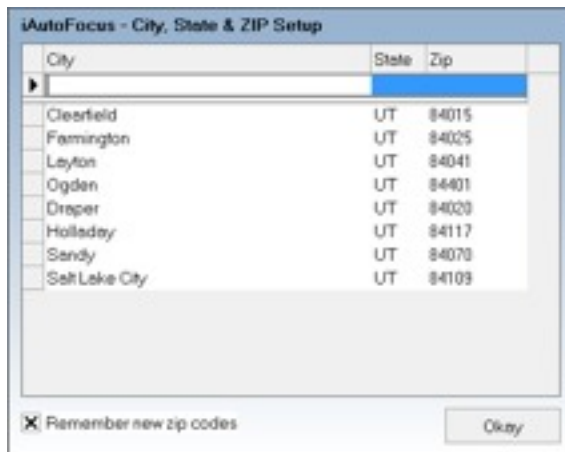 iAutoFocus - City, State & ZIP Setup
City State Zip
Clearfield UT 84015
Farmington UT 84025
Layton UT 84041
Ogden UT 84401
Draper UT 84020
Holladay UT 84117
Sandy UT 84070
Salt Lake City UT 84109
Remember new zip codes
Okay